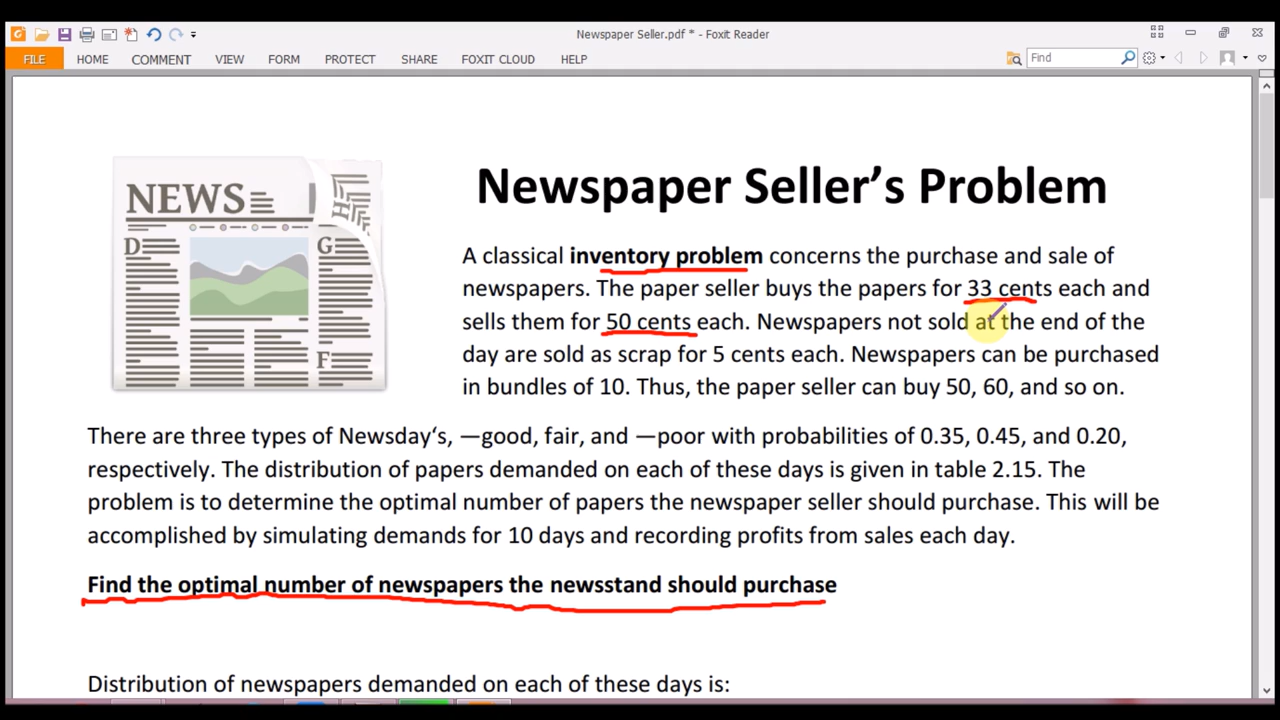 Newspaper Seller.pdf * - Foxit Reader
FILE HOME COMMENT VIEW FORM PROTECT SHARE FOXIT CLOUD HELP Find
NEWS
D
G
F
Newspaper Seller's Problem
A classical inventory problem concerns the purchase and sale of
newspapers. The paper seller buys the papers for 33 cents each and
sells them for 50 cents each. Newspapers not sold at the end of the
day are sold as scrap for 5 cents each. Newspapers can be purchased
in bundles of 10. Thus, the paper seller can buy 50, 60, and so on.
There are three types of Newsday‘s, —good, fair, and —poor with probabilities of 0.35, 0.45, and 0.20,
respectively. The distribution of papers demanded on each of these days is given in table 2.15. The
problem is to determine the optimal number of papers the newspaper seller should purchase. This will be
accomplished by simulating demands for 10 days and recording profits from sales each day.
Find the optimal number of newspapers the newsstand should purchase
Distribution of newspapers demanded on each of these days is: